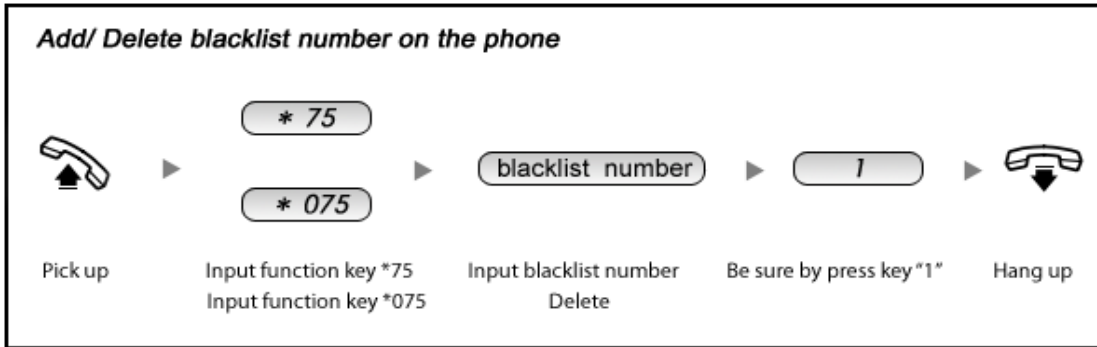 Add/ Delete blacklist number on the phone
* 75
* 075
blacklist number
1
Pick up
Input function key *75
Input function key *075
Input blacklist number
Delete
Be sure by press key “1”
Hang up